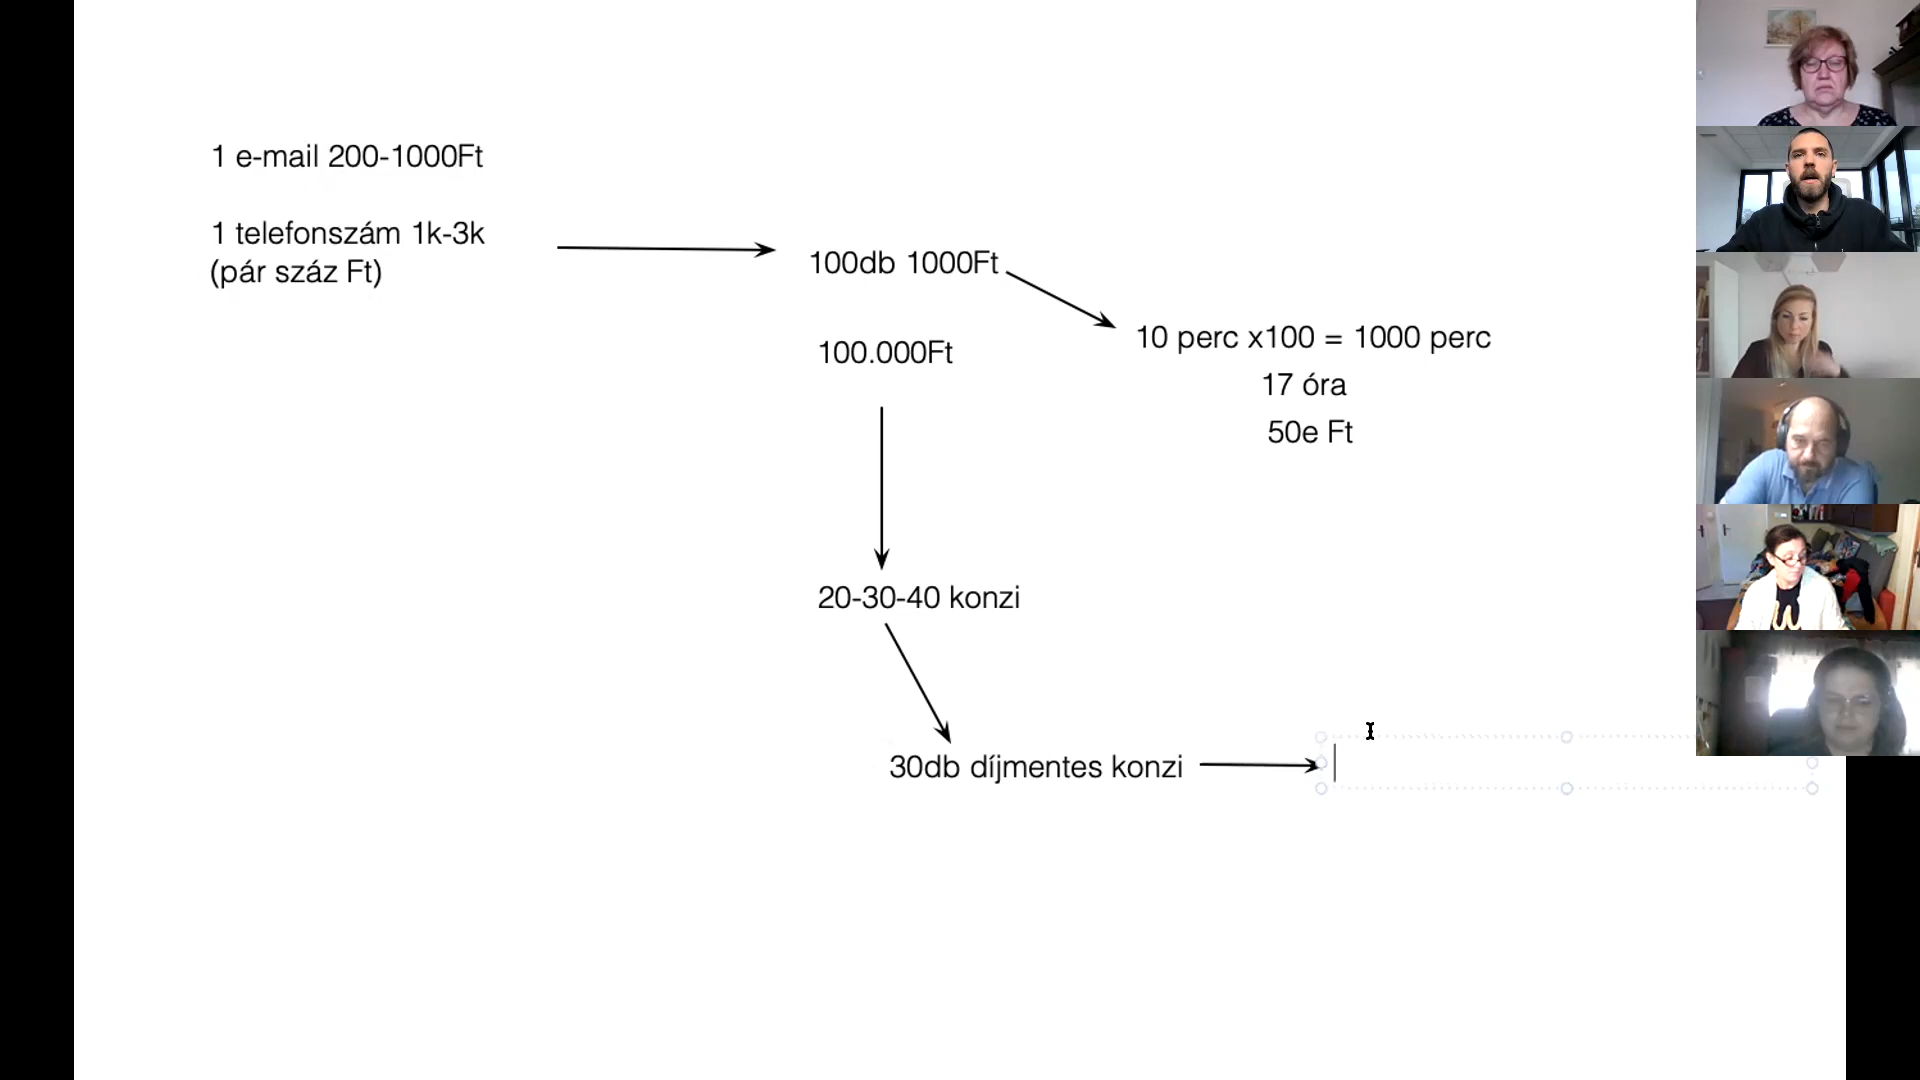 1 e-mail 200-1000Ft
1 telefonszám 1k-3k
(pár száz Ft)
100db 1000Ft
100.000Ft
10 perc x100 = 1000 perc
17 óra
50e Ft
20-30-40 konzi
30db díjmentes konzi